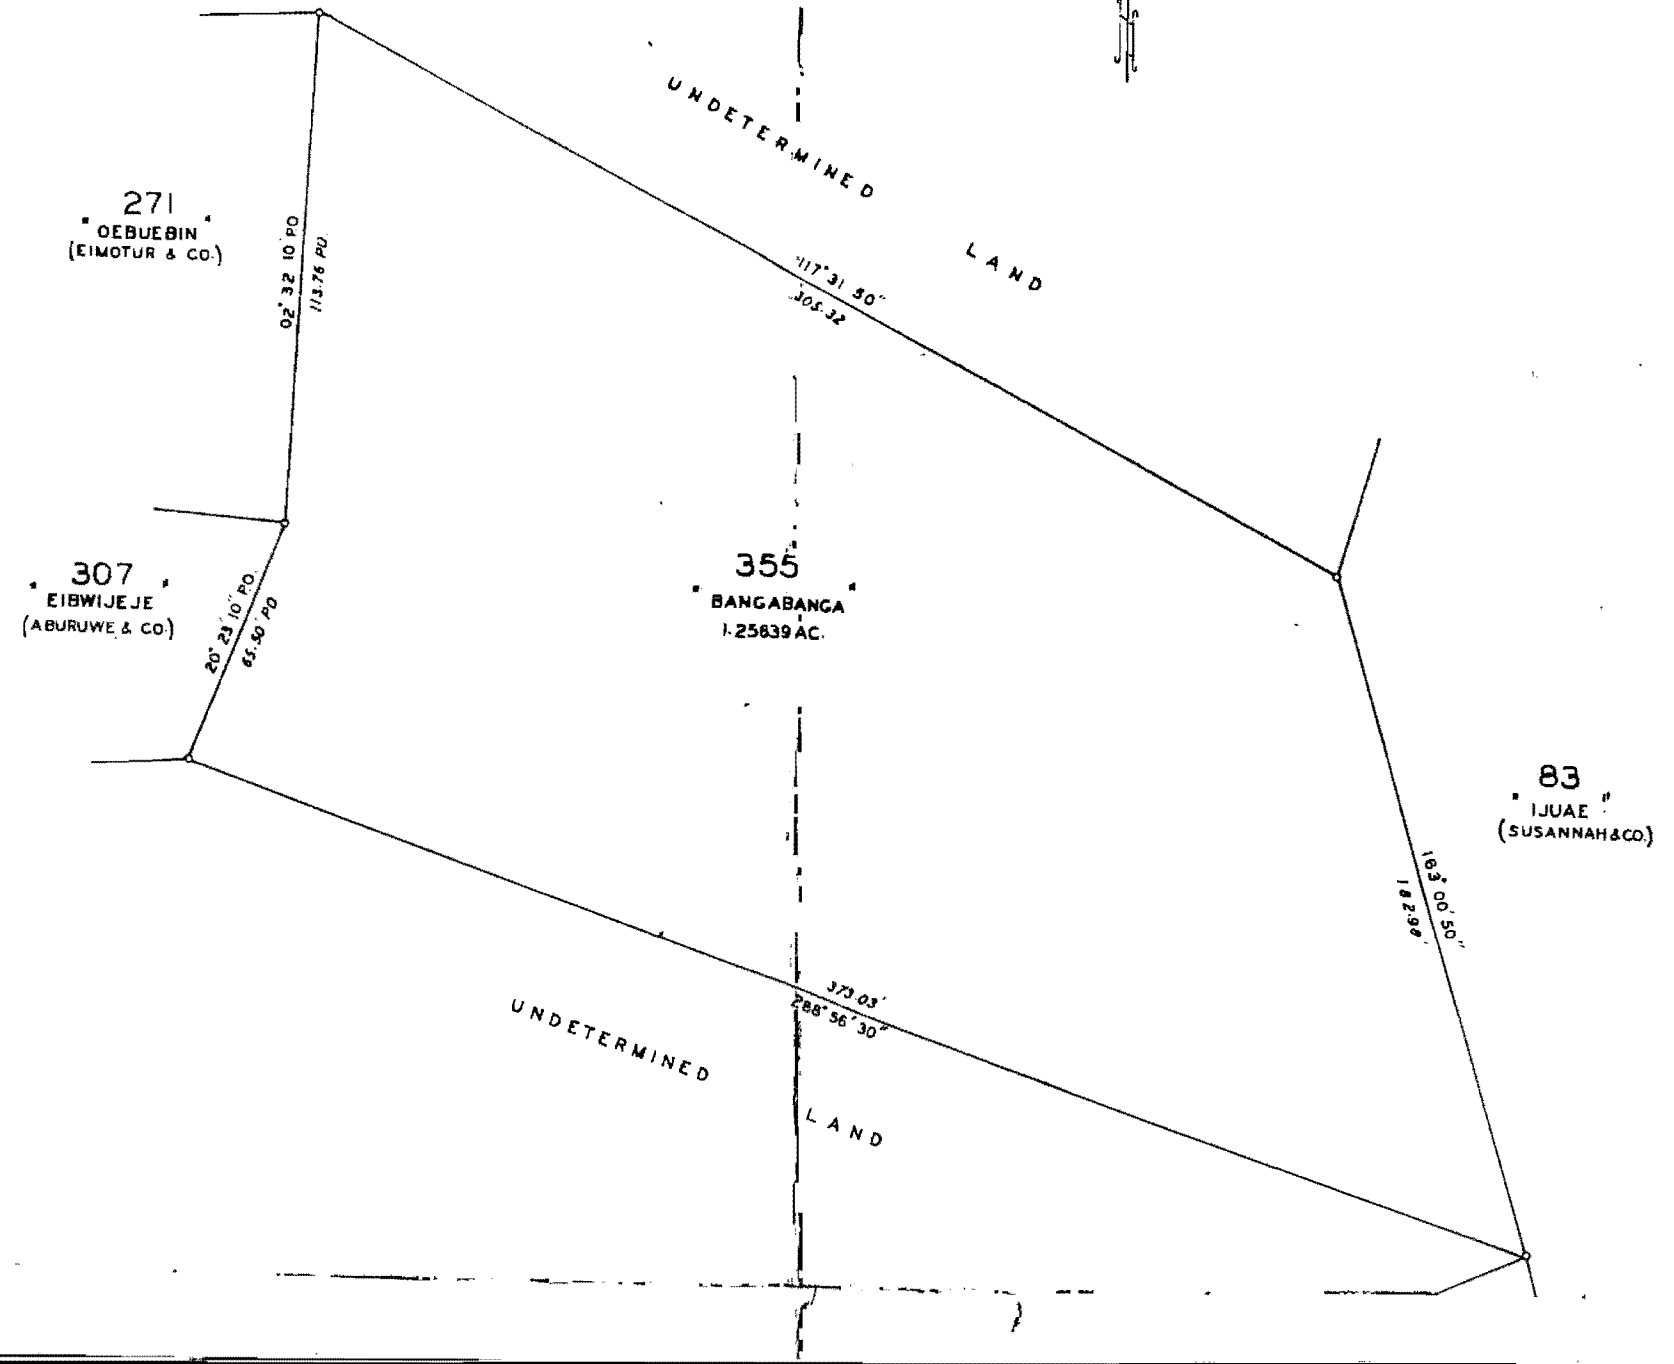 UNDETERMINED
LAND
271
" OEBUEBIN "
(EIMOTUR & CO.)
02° 32 10 PO
113.76 PO.
117° 31 50"
305.32
307
" EIBWIJEJE "
(ABURUWE & CO.)
20° 23' 10" P.O.
65.50' PO
355
" BANGABANGA "
1.25639 AC.
83
" IJUAE "
(SUSANNAH & CO.)
163° 00' 50"
182.98'
373.03'
288° 56' 30"
UNDETERMINED
LAND